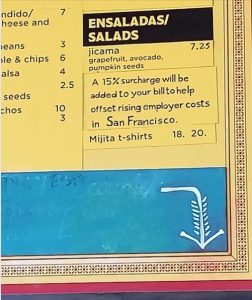 ndido/ 7
heese and
eans 3
le & chips 6
alsa 4
2.5
seeds
chos 10
3
ENSALADAS/
SALADS
jicama 7.25
grapefruit, avocado,
pumpkin seeds
A 15% surcharge will be
added to your bill to help
offset rising employer costs
in San Francisco.
Mijita t-shirts 18. 20.